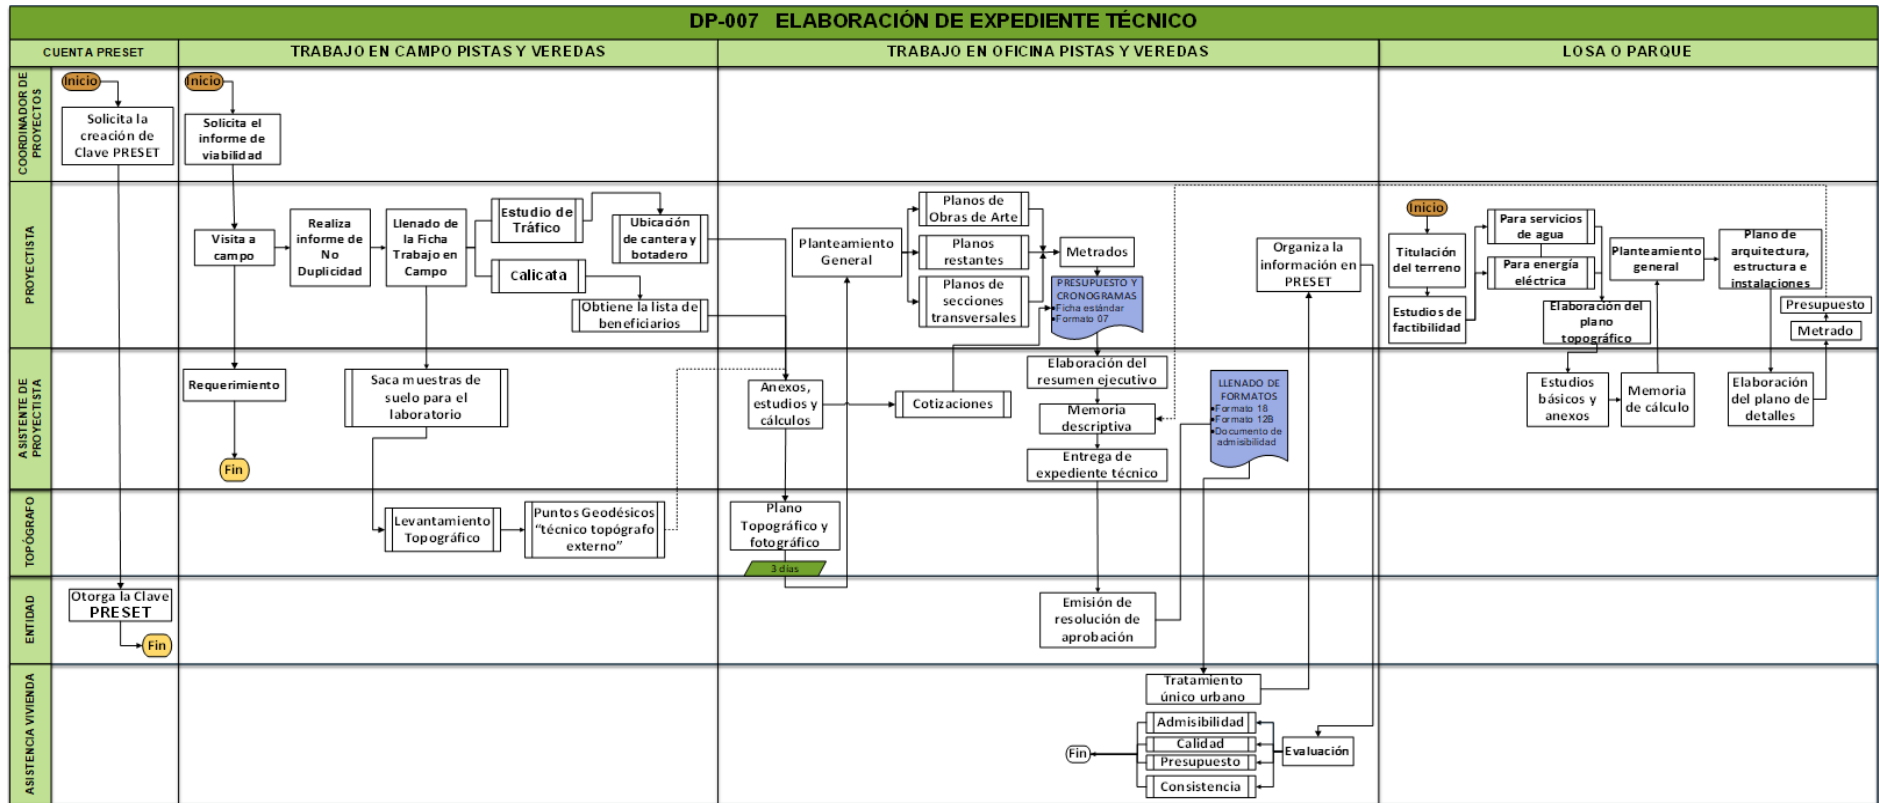 DP-007 ELABORACIÓN DE EXPEDIENTE TÉCNICO
CUENTA PRESET
TRABAJO EN CAMPO PISTAS Y VEREDAS
TRABAJO EN OFICINA PISTAS Y VEREDAS
LOSA O PARQUE
COORDINADOR DE
PROYECTOS
Inicio
Solicita la
creación de
Clave PRESET
Inicio
Solicita el
informe de
viabilidad
PROYECTISTA
Visita a
campo
Realiza
informe de
No
Duplicidad
Llenado de
la Ficha
Trabajo en
Campo
Estudio de
Tráfico
Calicata
Ubicación
de cantera y
botadero
Obtiene la lista de
beneficiarios
Planteamiento
General
Planos de
Obras de Arte
Planos
restantes
Planos de
secciones
transversales
Metrados
PRESUPUESTO Y
CRONOGRAMAS
•Ficha estándar
•Formato 07
Organiza la
información en
PRESET
Inicio
Titulación
del terreno
Estudios de
factibilidad
Para servicios
de agua
Para energía
eléctrica
Elaboración del
plano
topográfico
Planteamiento
general
Plano de
arquitectura,
estructura e
instalaciones
Presupuesto
Metrado
ASISTENTE DE
PROYECTISTA
Requerimiento
Fin
Saca muestras de
suelo para el
laboratorio
Anexos,
estudios y
cálculos
Cotizaciones
Elaboración del
resumen ejecutivo
Memoria
descriptiva
Entrega de
expediente técnico
LLENADO DE
FORMATOS
•Formato 18
•Formato 12B
•Documento de
admisibilidad
Estudios
básicos y
anexos
Memoria
de cálculo
Elaboración
del plano de
detalles
TOPÓGRAFO
Levantamiento
Topográfico
Puntos Geodésicos
“técnico topógrafo
externo”
Plano
Topográfico y
fotográfico
3 días
ENTIDAD
Otorga la Clave
PRESET
Fin
Emisión de
resolución de
aprobación
ASISTENCIA VIVIENDA
Tratamiento
único urbano
Admisibilidad
Calidad
Presupuesto
Consistencia
Evaluación
Fin